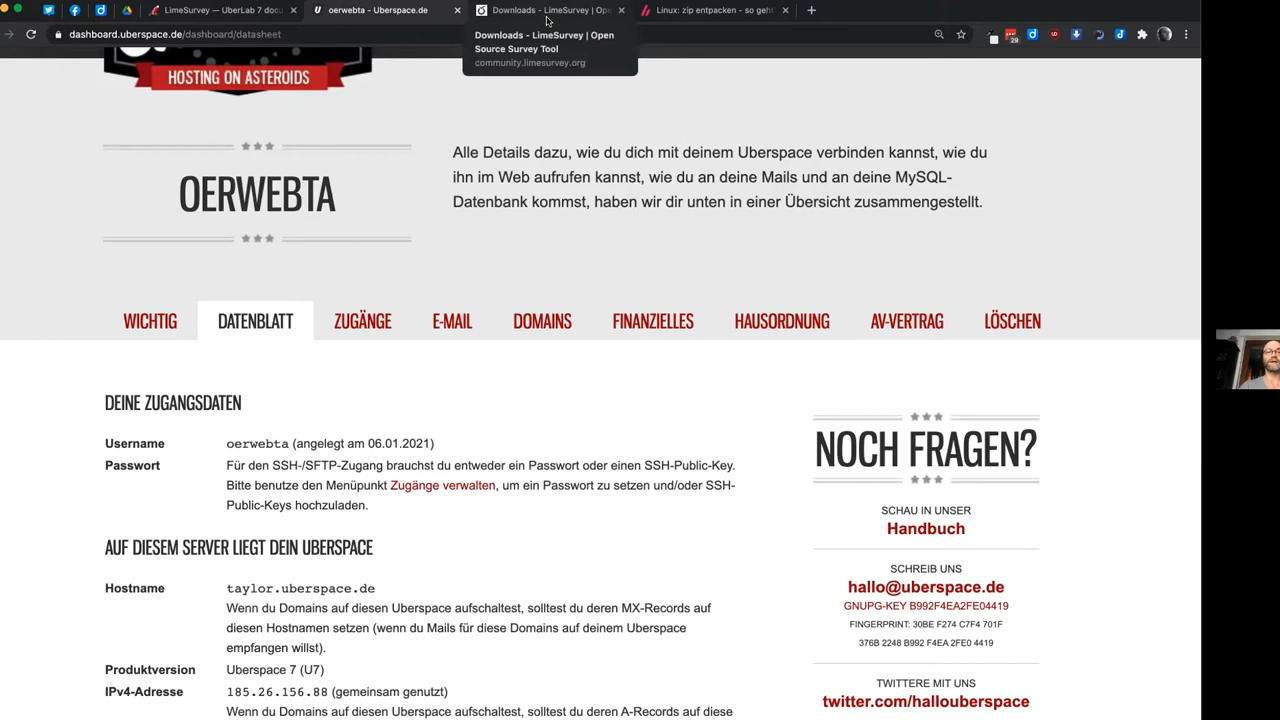 LimeSurvey — UberLab 7 docu
oerwebta - Uberspace.de
Downloads - LimeSurvey | Op
Linux: zip entpacken - so geht
dashboard.uberspace.de/dashboard/datasheet
29
Downloads - LimeSurvey | Open
Source Survey Tool
community.limesurvey.org
HOSTING ON ASTEROIDS
OERWEBTA
Alle Details dazu, wie du dich mit deinem Uberspace verbinden kannst, wie du
ihn im Web aufrufen kannst, wie du an deine Mails und an deine MySQL-
Datenbank kommst, haben wir dir unten in einer Übersicht zusammengestellt.
WICHTIG
DATENBLATT
ZUGÄNGE
E-MAIL
DOMAINS
FINANZIELLES
HAUSORDNUNG
AV-VERTRAG
LÖSCHEN
DEINE ZUGANGSDATEN
Username oerwebta (angelegt am 06.01.2021)
Passwort Für den SSH-/SFTP-Zugang brauchst du entweder ein Passwort oder einen SSH-Public-Key.
Bitte benutze den Menüpunkt Zugänge verwalten, um ein Passwort zu setzen und/oder SSH-
Public-Keys hochzuladen.
AUF DIESEM SERVER LIEGT DEIN UBERSPACE
Hostname taylor.uberspace.de
Wenn du Domains auf diesen Uberspace aufschaltest, solltest du deren MX-Records auf
diesen Hostnamen setzen (wenn du Mails für diese Domains auf deinem Uberspace
empfangen willst).
Produktversion Uberspace 7 (U7)
IPv4-Adresse 185.26.156.88 (gemeinsam genutzt)
Wenn du Domains auf diesen Uberspace aufschaltest, solltest du deren A-Records auf diese
NOCH FRAGEN?
SCHAU IN UNSER
Handbuch
SCHREIB UNS
hallo@uberspace.de
GNUPG-KEY B992F4EA2FE04419
FINGERPRINT: 30BE F274 C7F4 701F
376B 2248 B992 F4EA 2FE0 4419
TWITTERE MIT UNS
twitter.com/hallouberspace